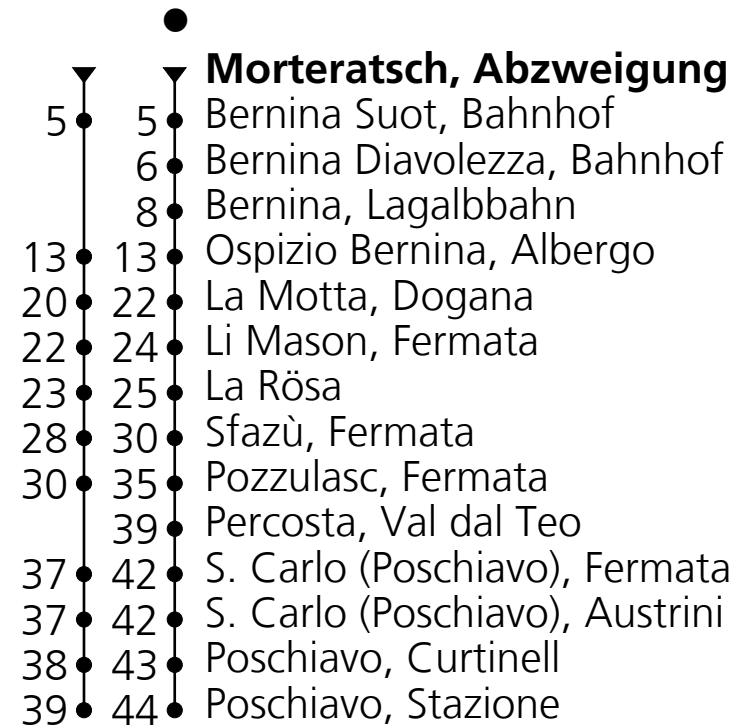 Morteratsch, Abzweigung
5 5 Bernina Suot, Bahnhof
6 Bernina Diavolezza, Bahnhof
8 Bernina, Lagalbbahn
13 13 Ospizio Bernina, Albergo
20 22 La Motta, Dogana
22 24 Li Mason, Fermata
23 25 La Rösa
28 30 Sfazù, Fermata
30 35 Pozzulasc, Fermata
39 Percosta, Val dal Teo
37 42 S. Carlo (Poschiavo), Fermata
37 42 S. Carlo (Poschiavo), Austrini
38 43 Poschiavo, Curtinell
39 44 Poschiavo, Stazione